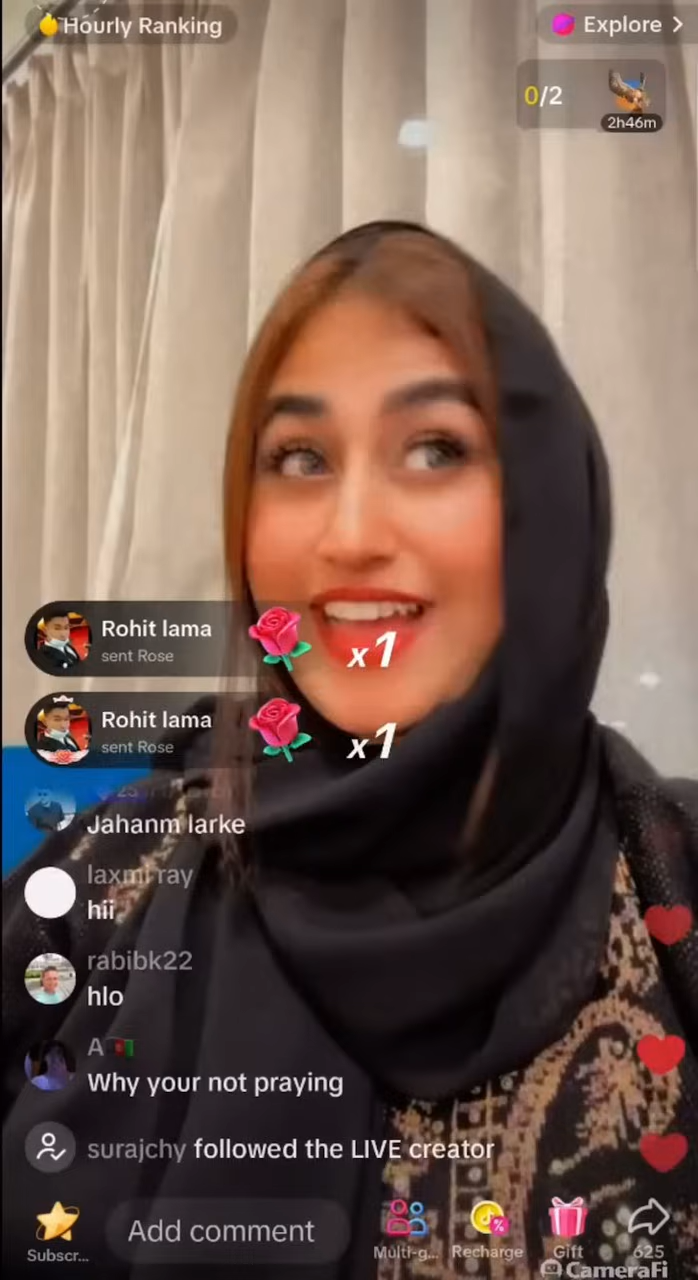 Hourly Ranking
Explore >
0/2
2h46m
Rohit lama
sent Rose
x1
Rohit lama
sent Rose
x1
Jahanm larke
laxmi ray
hii
rabibk22
hlo
A
Why your not praying
surajchy followed the LIVE creator
Subscr...
Add comment
Multi-g...
Recharge
Gift
625
CameraFi